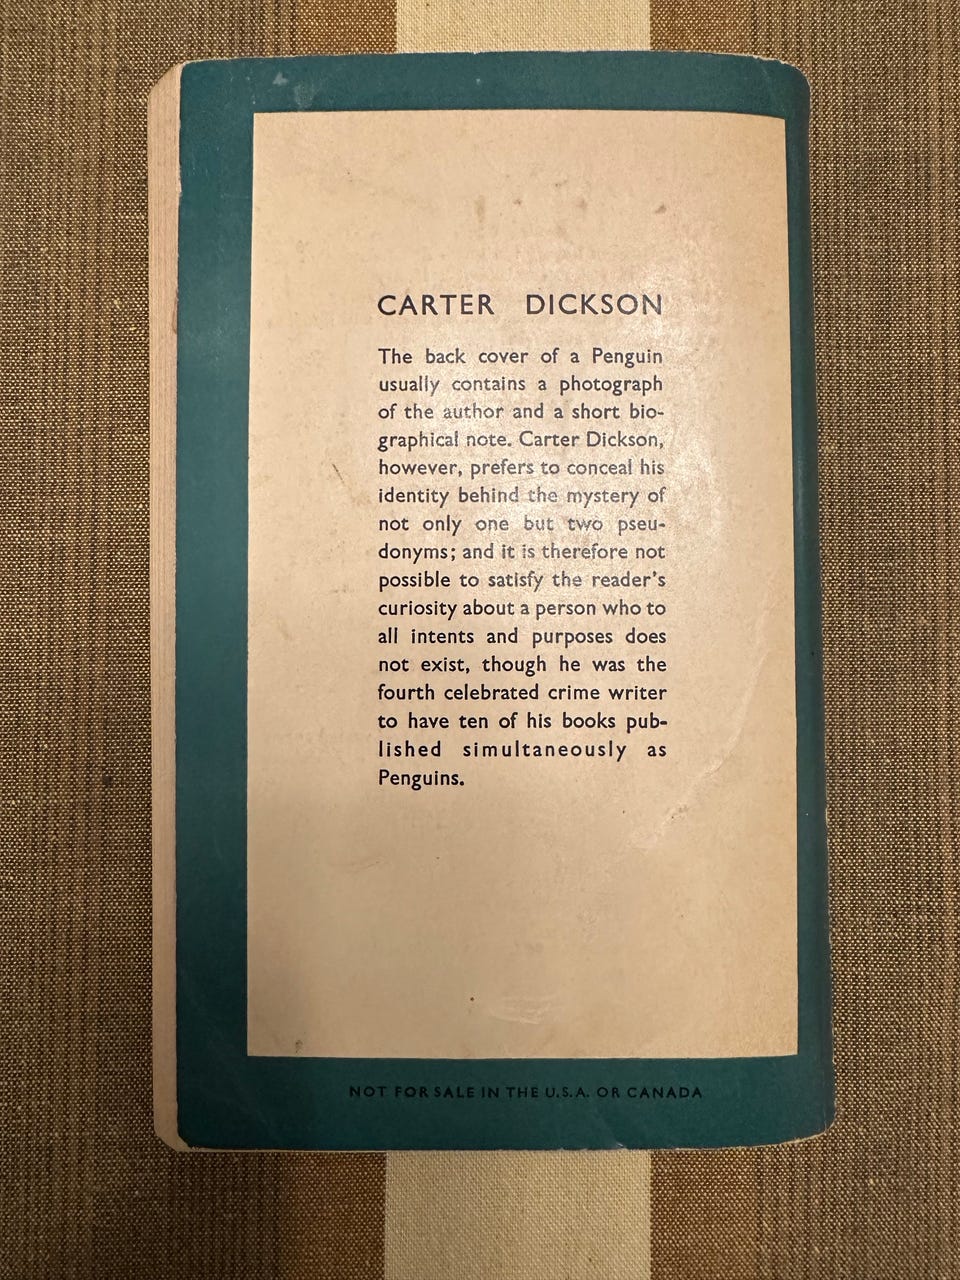 CARTER DICKSON
The back cover of a Penguin
usually contains a photograph
of the author and a short bio-
graphical note. Carter Dickson,
however, prefers to conceal his
identity behind the mystery of
not only one but two pseu-
donyms; and it is therefore not
possible to satisfy the reader's
curiosity about a person who to
all intents and purposes does
not exist, though he was the
fourth celebrated crime writer
to have ten of his books pub-
lished simultaneously as
Penguins.
NOT FOR SALE IN THE U.S.A. OR CANADA